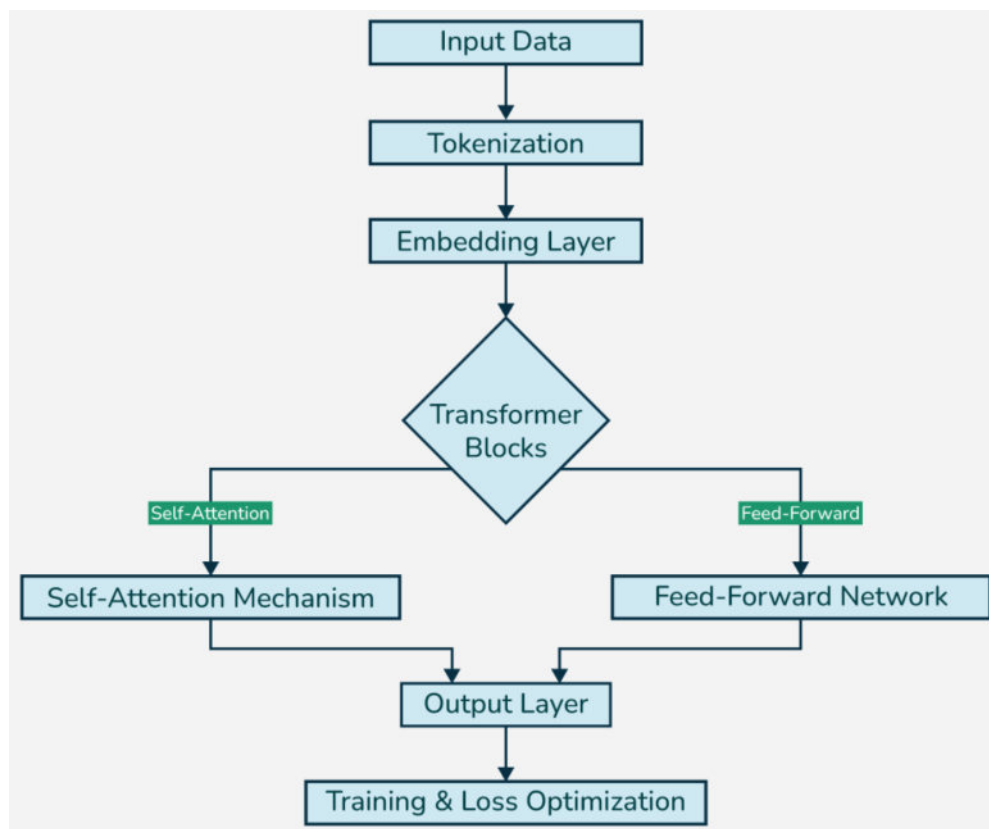 Input Data
Tokenization
Embedding Layer
Transformer
Blocks
Self-Attention
Feed-Forward
Self-Attention Mechanism
Feed-Forward Network
Output Layer
Training & Loss Optimization